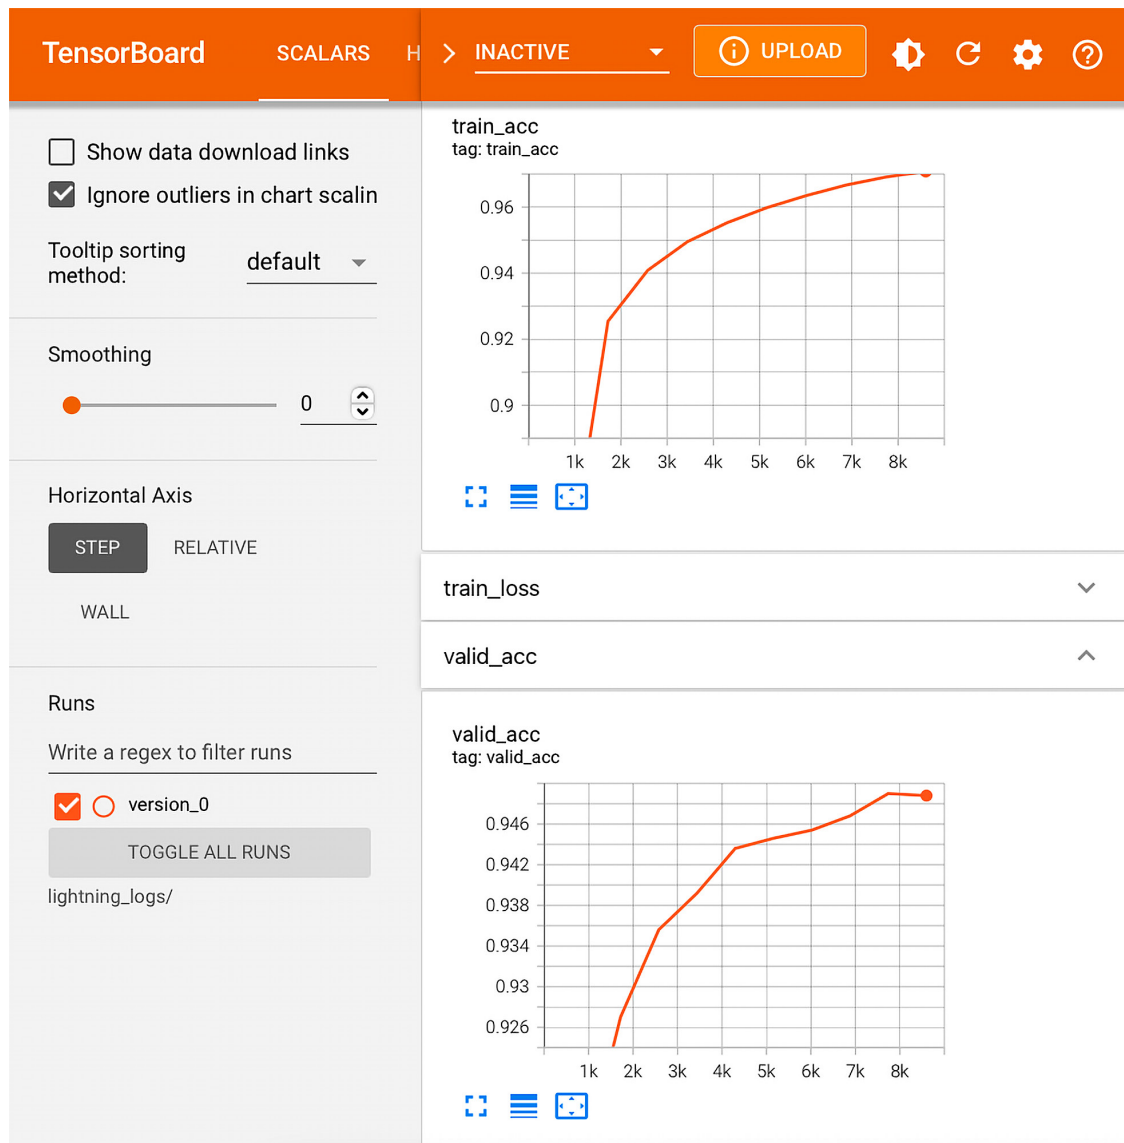 TensorBoard
SCALARS
H
INACTIVE
UPLOAD
Show data download links
Ignore outliers in chart scalin
Tooltip sorting
method:
default
Smoothing
0
Horizontal Axis
STEP
RELATIVE
WALL
Runs
Write a regex to filter runs
version_0
TOGGLE ALL RUNS
lightning_logs/
train_acc
tag: train_acc
0.96
0.94
0.92
0.9
1k 2k 3k 4k 5k 6k 7k 8k
train_loss
valid_acc
valid_acc
tag: valid_acc
0.946
0.942
0.938
0.934
0.93
0.926
1k 2k 3k 4k 5k 6k 7k 8k